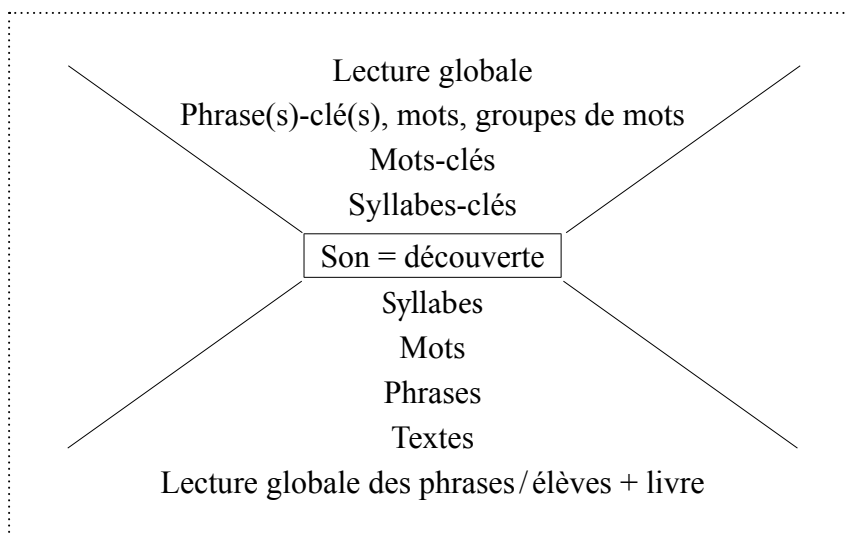 Lecture globale
Phrase(s)-clé(s), mots, groupes de mots
Mots-clés
Syllabes-clés
Son = découverte
Syllabes
Mots
Phrases
Textes
Lecture globale des phrases / élèves + livre